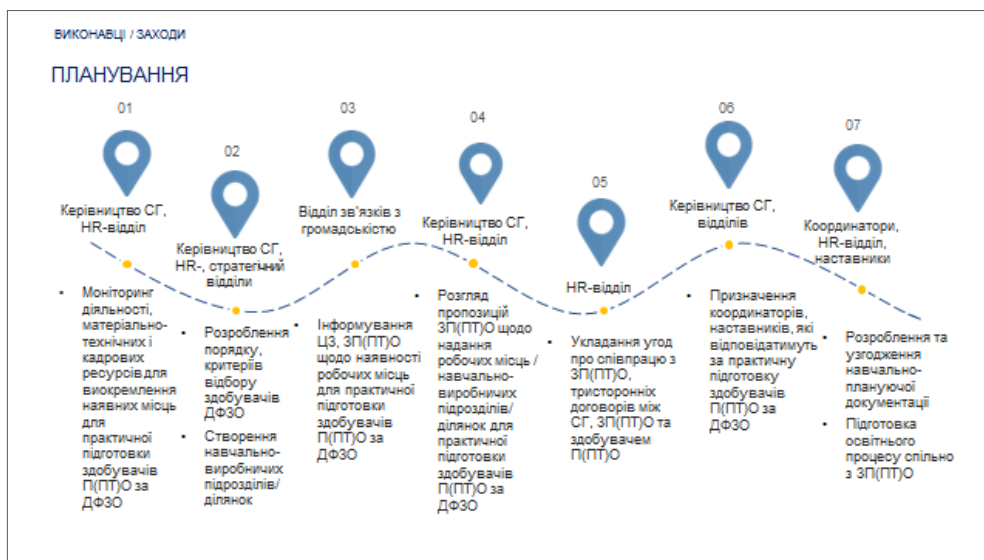 ВИКОНАВЦІ / ЗАХОДИ
ПЛАНУВАННЯ
01
Керівництво СГ,
HR-відділ
• Моніторинг
діяльності,
матеріально-
технічних і
кадрових
ресурсів для
виокремлення
наявних місць
для
практичної
підготовки
здобувачів
П(ПТ)О за
ДФЗО
02
Керівництво СГ,
HR-, стратегічний
відділи
• Розроблення
порядку,
критеріїв
відбору
здобувачів
ДФЗО
• Створення
навчально-
виробничих
підрозділів/
ділянок
03
Відділ зв'язків з
громадськістю
• Інформування
ЦЗ, ЗП(ПТ)О
щодо наявності
робочих місць
для практичної
підготовки
здобувачів
П(ПТ)О за
ДФЗО
04
Керівництво СГ,
HR-відділ
• Розгляд
пропозицій
ЗП(ПТ)О щодо
надання
робочих місць /
навчально-
виробничих
підрозділів/
ділянок для
практичної
підготовки
здобувачів
П(ПТ)О за
ДФЗО
05
HR-відділ
• Укладання угод
про співпрацю з
ЗП(ПТ)О,
тристоронніх
договорів між
СГ, ЗП(ПТ)О та
здобувачем
П(ПТ)О
06
Керівництво СГ,
відділів
• Призначення
координаторів,
наставників, які
відповідатимуть
за практичну
підготовку
здобувачів
П(ПТ)О за
ДФЗО
07
Координатори,
HR-відділ,
наставники
• Розроблення та
узгодження
навчально-
плануючої
документації
• Підготовка
освітнього
процесу спільно
з ЗП(ПТ)О